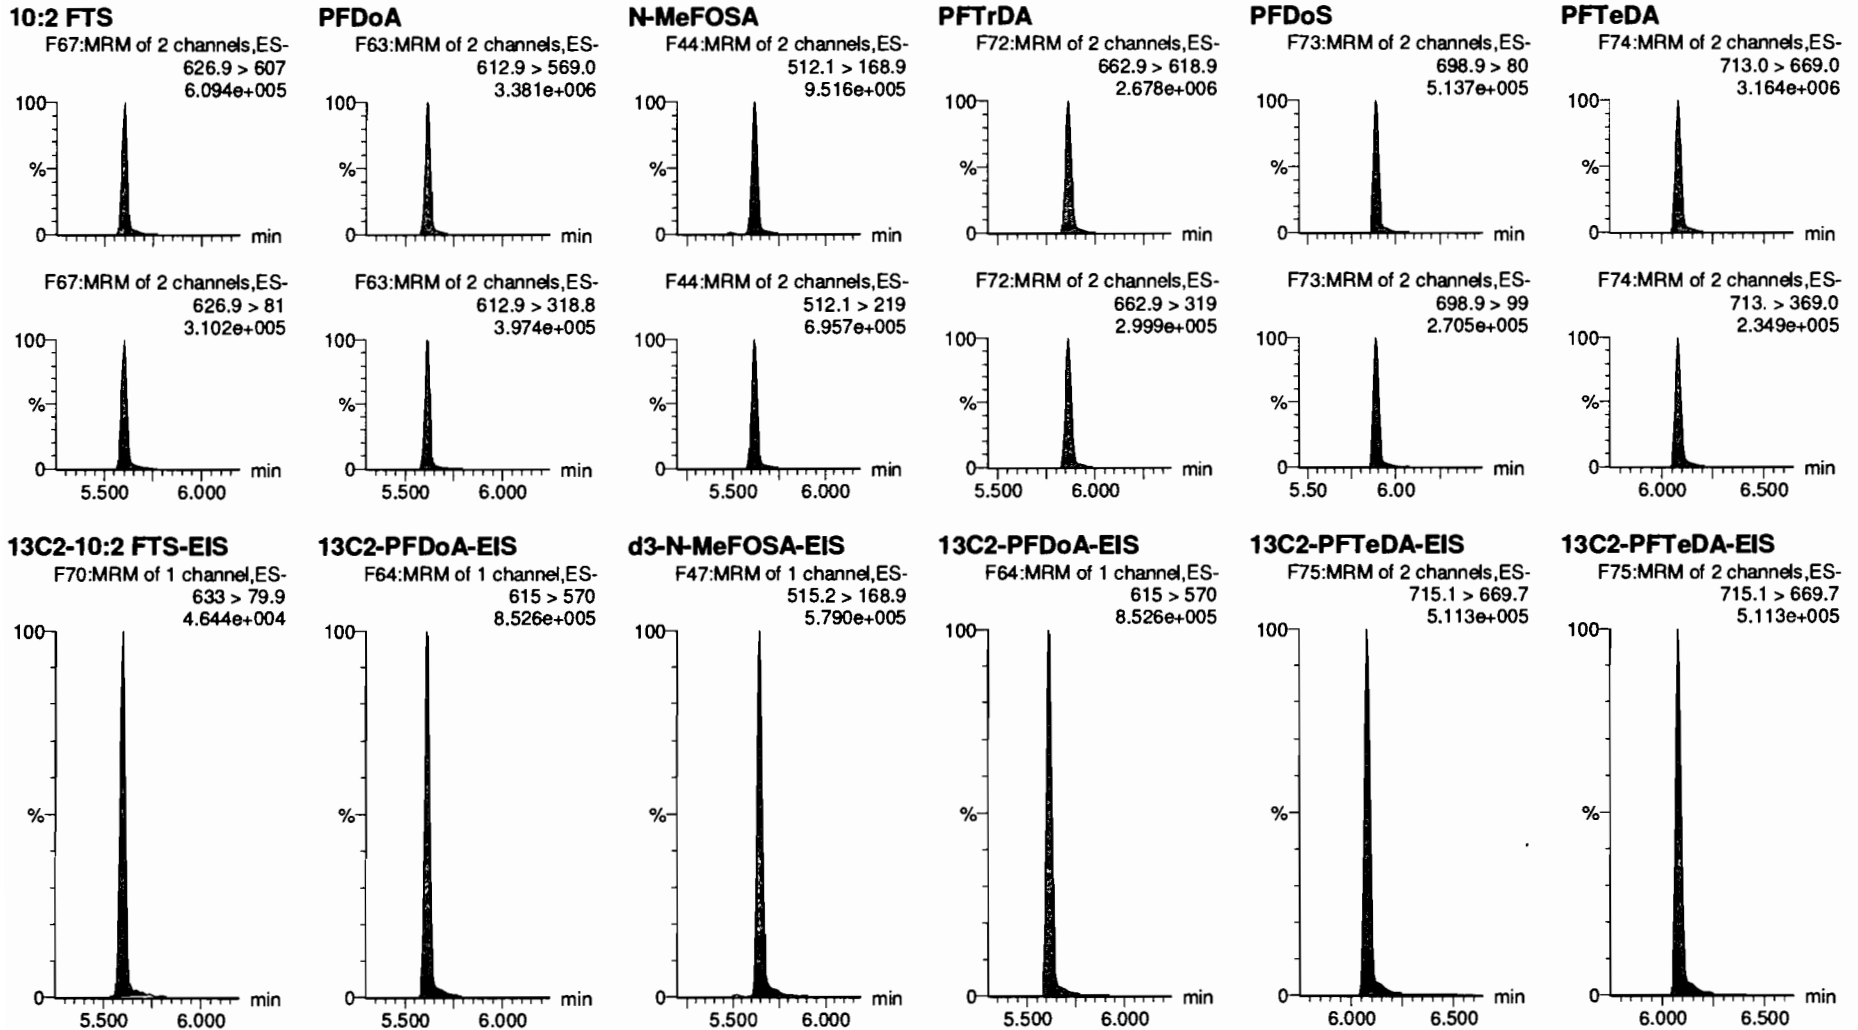 10:2 FTS
F67:MRM of 2 channels,ES-
626.9 > 607
6.094e+005
100
%
0
min
F67:MRM of 2 channels,ES-
626.9 > 81
3.102e+005
100
%
0
min
5.500 6.000
PFDoA
F63:MRM of 2 channels,ES-
612.9 > 569.0
3.381e+006
100
%
0
min
F63:MRM of 2 channels,ES-
612.9 > 318.8
3.974e+005
100
%
0
min
5.500 6.000
N-MeFOSA
F44:MRM of 2 channels,ES-
512.1 > 168.9
9.516e+005
100
%
0
min
F44:MRM of 2 channels,ES-
512.1 > 219
6.957e+005
100
%
0
min
5.500 6.000
PFTrDA
F72:MRM of 2 channels,ES-
662.9 > 618.9
2.678e+006
100
%
0
min
F72:MRM of 2 channels,ES-
662.9 > 319
2.999e+005
100
%
0
min
5.500 6.000
PFDoS
F73:MRM of 2 channels,ES-
698.9 > 80
5.137e+005
100
%
0
min
F73:MRM of 2 channels,ES-
698.9 > 99
2.705e+005
100
%
0
min
5.50 6.00
PFTeDA
F74:MRM of 2 channels,ES-
713.0 > 669.0
3.164e+006
100
%
0
min
F74:MRM of 2 channels,ES-
713. > 369.0
2.349e+005
100
%
0
min
6.000 6.500
13C2-10:2 FTS-EIS
F70:MRM of 1 channel,ES-
633 > 79.9
4.644e+004
100
%
0
min
5.500 6.000
13C2-PFDoA-EIS
F64:MRM of 1 channel,ES-
615 > 570
8.526e+005
100
%
0
min
5.500 6.000
d3-N-MeFOSA-EIS
F47:MRM of 1 channel,ES-
515.2 > 168.9
5.790e+005
100
%
0
min
5.500 6.000
13C2-PFDoA-EIS
F64:MRM of 1 channel,ES-
615 > 570
8.526e+005
100
%
0
min
5.500 6.000
13C2-PFTeDA-EIS
F75:MRM of 2 channels,ES-
715.1 > 669.7
5.113e+005
100
%
0
min
6.000 6.500
13C2-PFTeDA-EIS
F75:MRM of 2 channels,ES-
715.1 > 669.7
5.113e+005
100
%
0
min
6.000 6.500